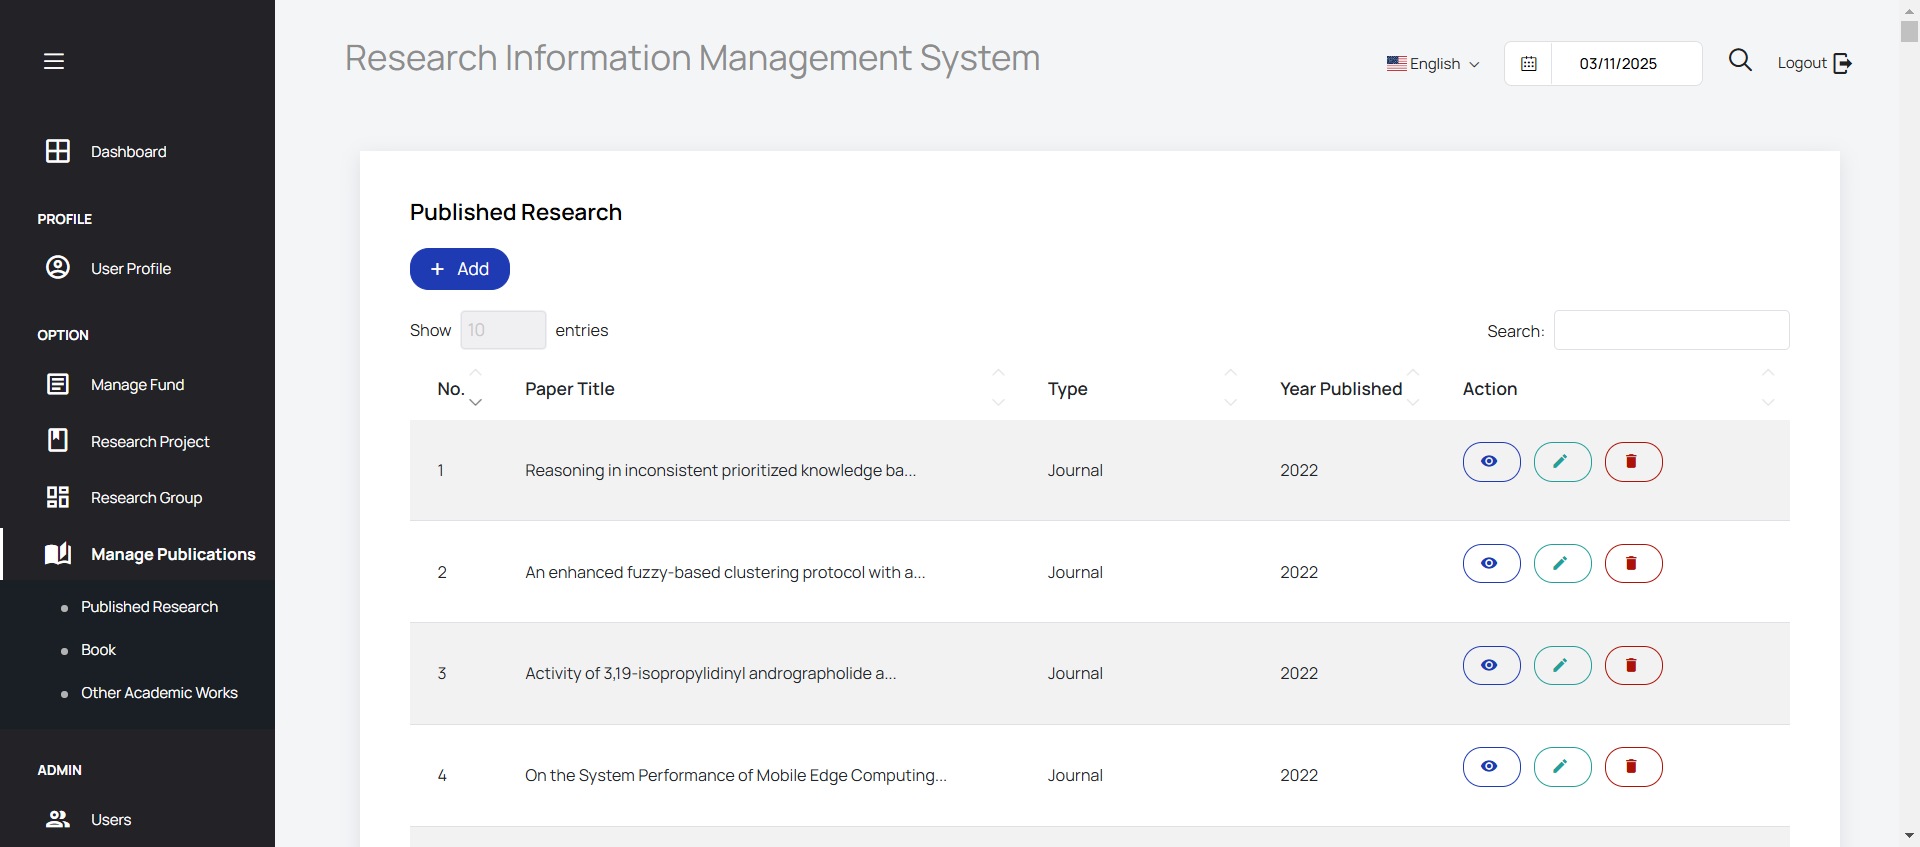 Research Information Management System
English
03/11/2025
Logout
Dashboard
PROFILE
User Profile
OPTION
Manage Fund
Research Project
Research Group
Manage Publications
Published Research
Book
Other Academic Works
ADMIN
Users
Published Research
+ Add
Show 10 entries
Search:
No. Paper Title Type Year Published Action
1 Reasoning in inconsistent prioritized knowledge ba... Journal 2022
2 An enhanced fuzzy-based clustering protocol with a... Journal 2022
3 Activity of 3,19-isopropylidinyl andrographolide a... Journal 2022
4 On the System Performance of Mobile Edge Computing... Journal 2022